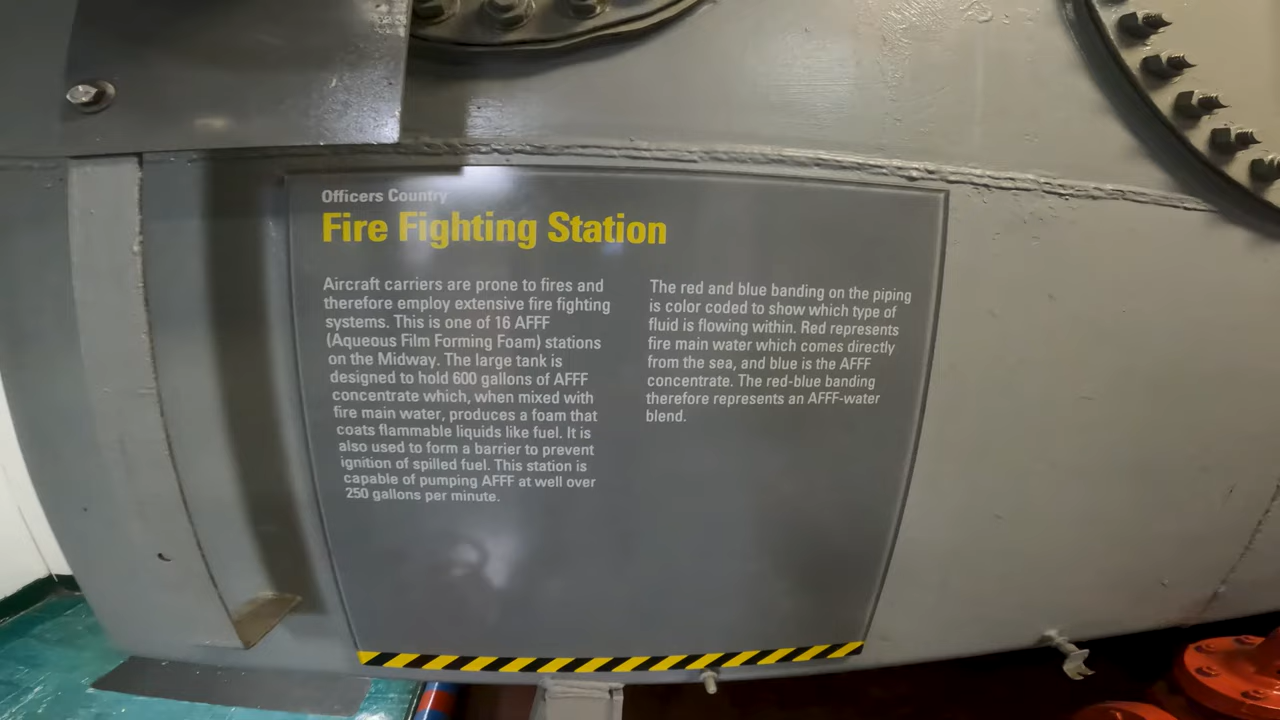 Officers Country
Fire Fighting Station
Aircraft carriers are prone to fires and
therefore employ extensive fire fighting
systems. This is one of 16 AFFF
(Aqueous Film Forming Foam) stations
on the Midway. The large tank is
designed to hold 600 gallons of AFFF
concentrate which, when mixed with
fire main water, produces a foam that
coats flammable liquids like fuel. It is
also used to form a barrier to prevent
ignition of spilled fuel. This station is
capable of pumping AFFF at well over
250 gallons per minute.
The red and blue banding on the piping
is color coded to show which type of
fluid is flowing within. Red represents
fire main water which comes directly
from the sea, and blue is the AFFF
concentrate. The red-blue banding
therefore represents an AFFF-water
blend.